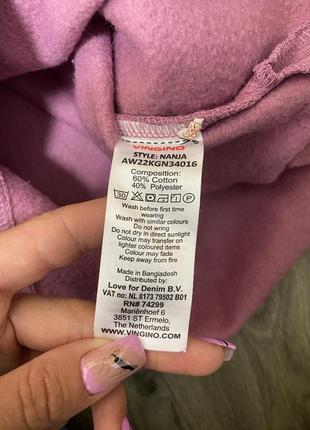 VINGINO
STYLE: NANJA
AW22KGN34016
Composition:
60% Cotton
40% Polyester
30
Wash before first time
wearing
Wash with similar colours
Do not wring
Do not dry in direct sunlight
Colour may transfer on
lighter coloured items
Colour may change
Keep away from fire
Made in Bangladesh
Distributed by:
Love for Denim B.V.
VAT no: NL 8173 79502 B01
RN# 74299
Mariënhoef 6
3851 ST Ermelo,
The Netherlands
WWW.VINGINO.COM